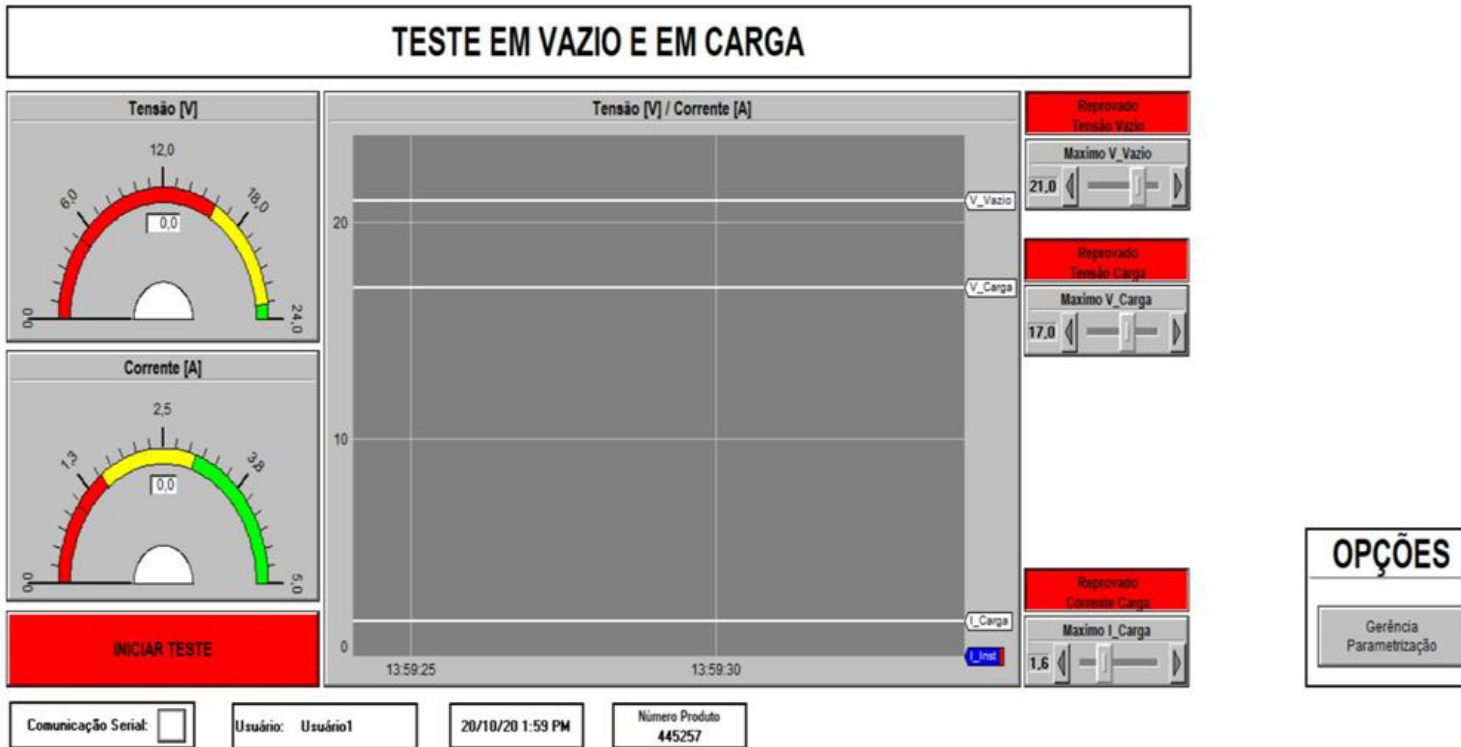 TESTE EM VAZIO E EM CARGA
Tensão [V]
0,0
6,0
12,0
18,0
24,0
0,0
Corrente [A]
0,0
1,3
2,5
3,8
5,0
0,0
INICIAR TESTE
Tensão [V] / Corrente [A]
20
10
0
13:59:25
13:59:30
V_Vazio
V_Carga
I_Carga
I_Inst
Reprovado
Tensão Vazio
Maximo V_Vazio
21,0
Reprovado
Tensão Carga
Maximo V_Carga
17,0
Reprovado
Corrente Carga
Maximo I_Carga
1,6
OPÇÕES
Gerência
Parametrização
Comunicação Serial:
Usuário: Usuário1
20/10/20 1:59 PM
Número Produto
445257